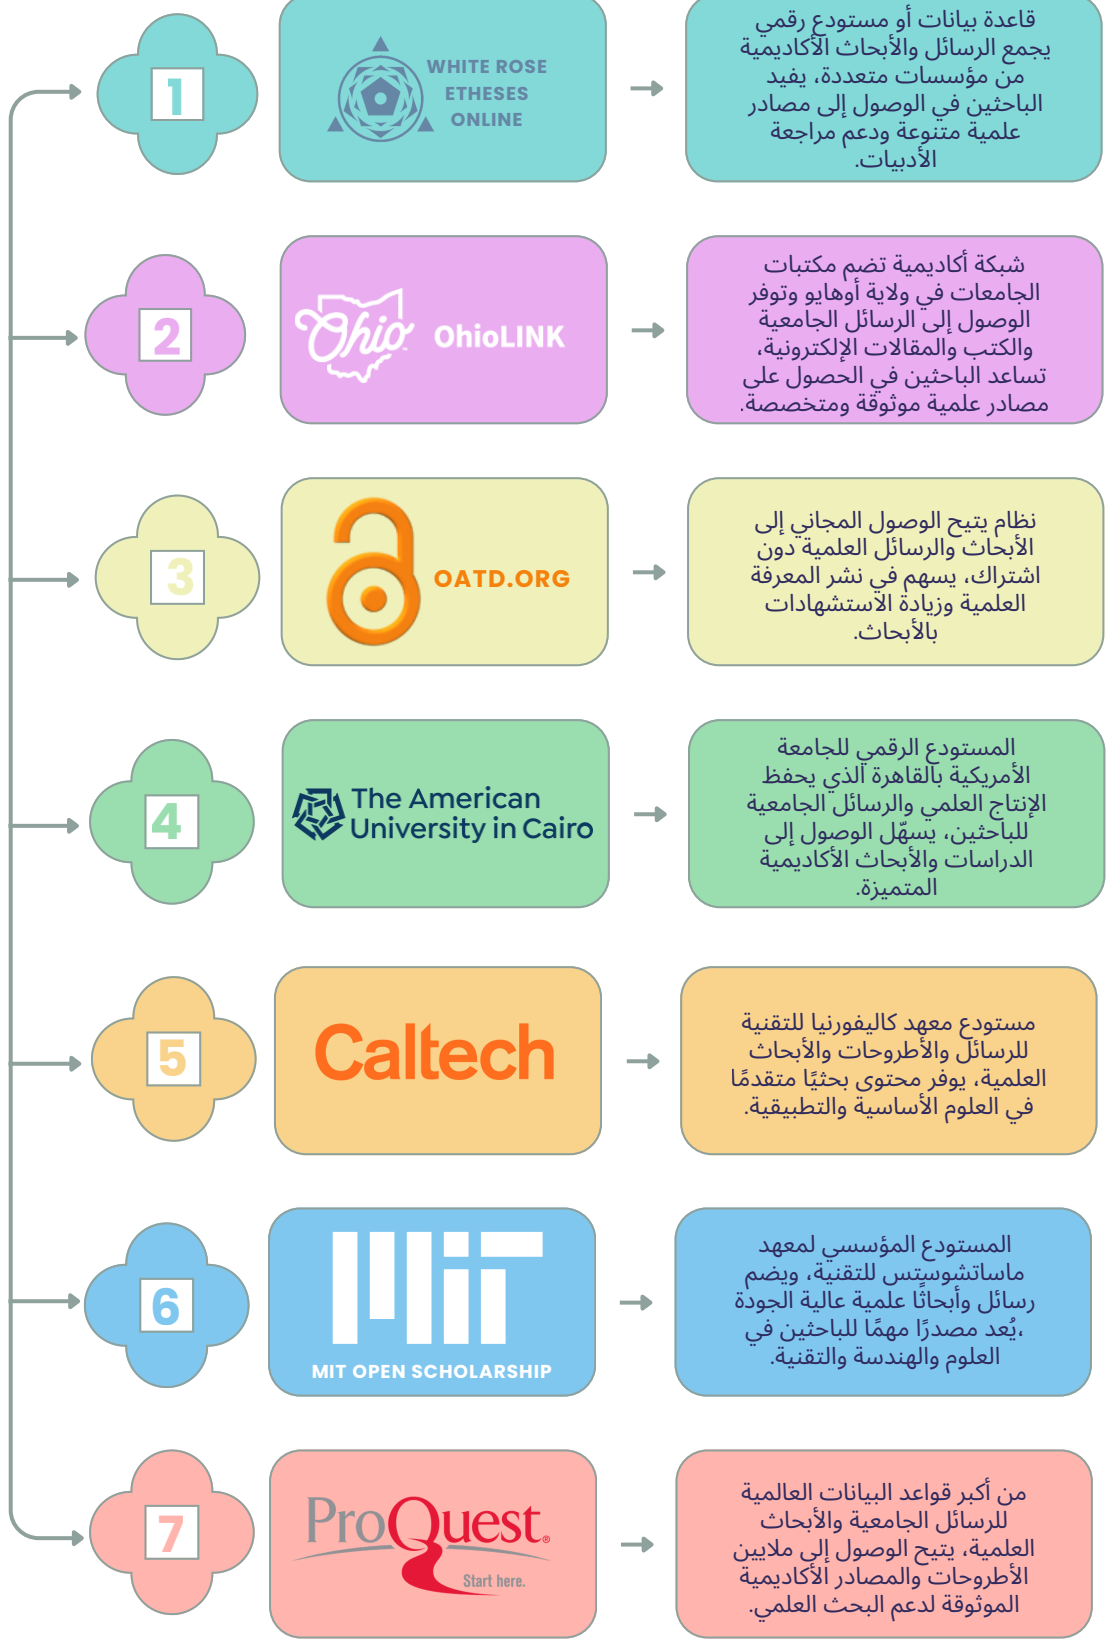 1
WHITE ROSE
ETHESES
ONLINE
قاعدة بيانات أو مستودع رقمي
يجمع الرسائل والأبحاث الأكاديمية
من مؤسسات متعددة، يفيد
الباحثين في الوصول إلى مصادر
علمية متنوعة ودعم مراجعة
الأدبيات.
2
Ohio
OhioLINK
شبكة أكاديمية تضم مكتبات
الجامعات في ولاية أوهايو وتوفر
الوصول إلى الرسائل الجامعية
والكتب والمقالات الإلكترونية،
تساعد الباحثين في الحصول على
مصادر علمية موثوقة ومتخصصة.
3
OATD.ORG
نظام يتيح الوصول المجاني إلى
الأبحاث والرسائل العلمية دون
اشتراك، يسهم في نشر المعرفة
العلمية وزيادة الاستشهادات
بالأبحاث.
4
The American
University in Cairo
المستودع الرقمي للجامعة
الأمريكية بالقاهرة الذي يحفظ
الإنتاج العلمي والرسائل الجامعية
للباحثين، يسهّل الوصول إلى
الدراسات والأبحاث الأكاديمية
المتميزة.
5
Caltech
مستودع معهد كاليفورنيا للتقنية
للرسائل والأطروحات والأبحاث
العلمية، يوفر محتوى بحثيًا متقدمًا
في العلوم الأساسية والتطبيقية.
6
MIT
MIT OPEN SCHOLARSHIP
المستودع المؤسسي لمعهد
ماساتشوستس للتقنية، ويضم
رسائل وأبحاثًا علمية عالية الجودة
،يُعد مصدرًا مهمًا للباحثين في
العلوم والهندسة والتقنية.
7
ProQuest®
Start here.
من أكبر قواعد البيانات العالمية
للرسائل الجامعية والأبحاث
العلمية، يتيح الوصول إلى ملايين
الأطروحات والمصادر الأكاديمية
الموثوقة لدعم البحث العلمي.